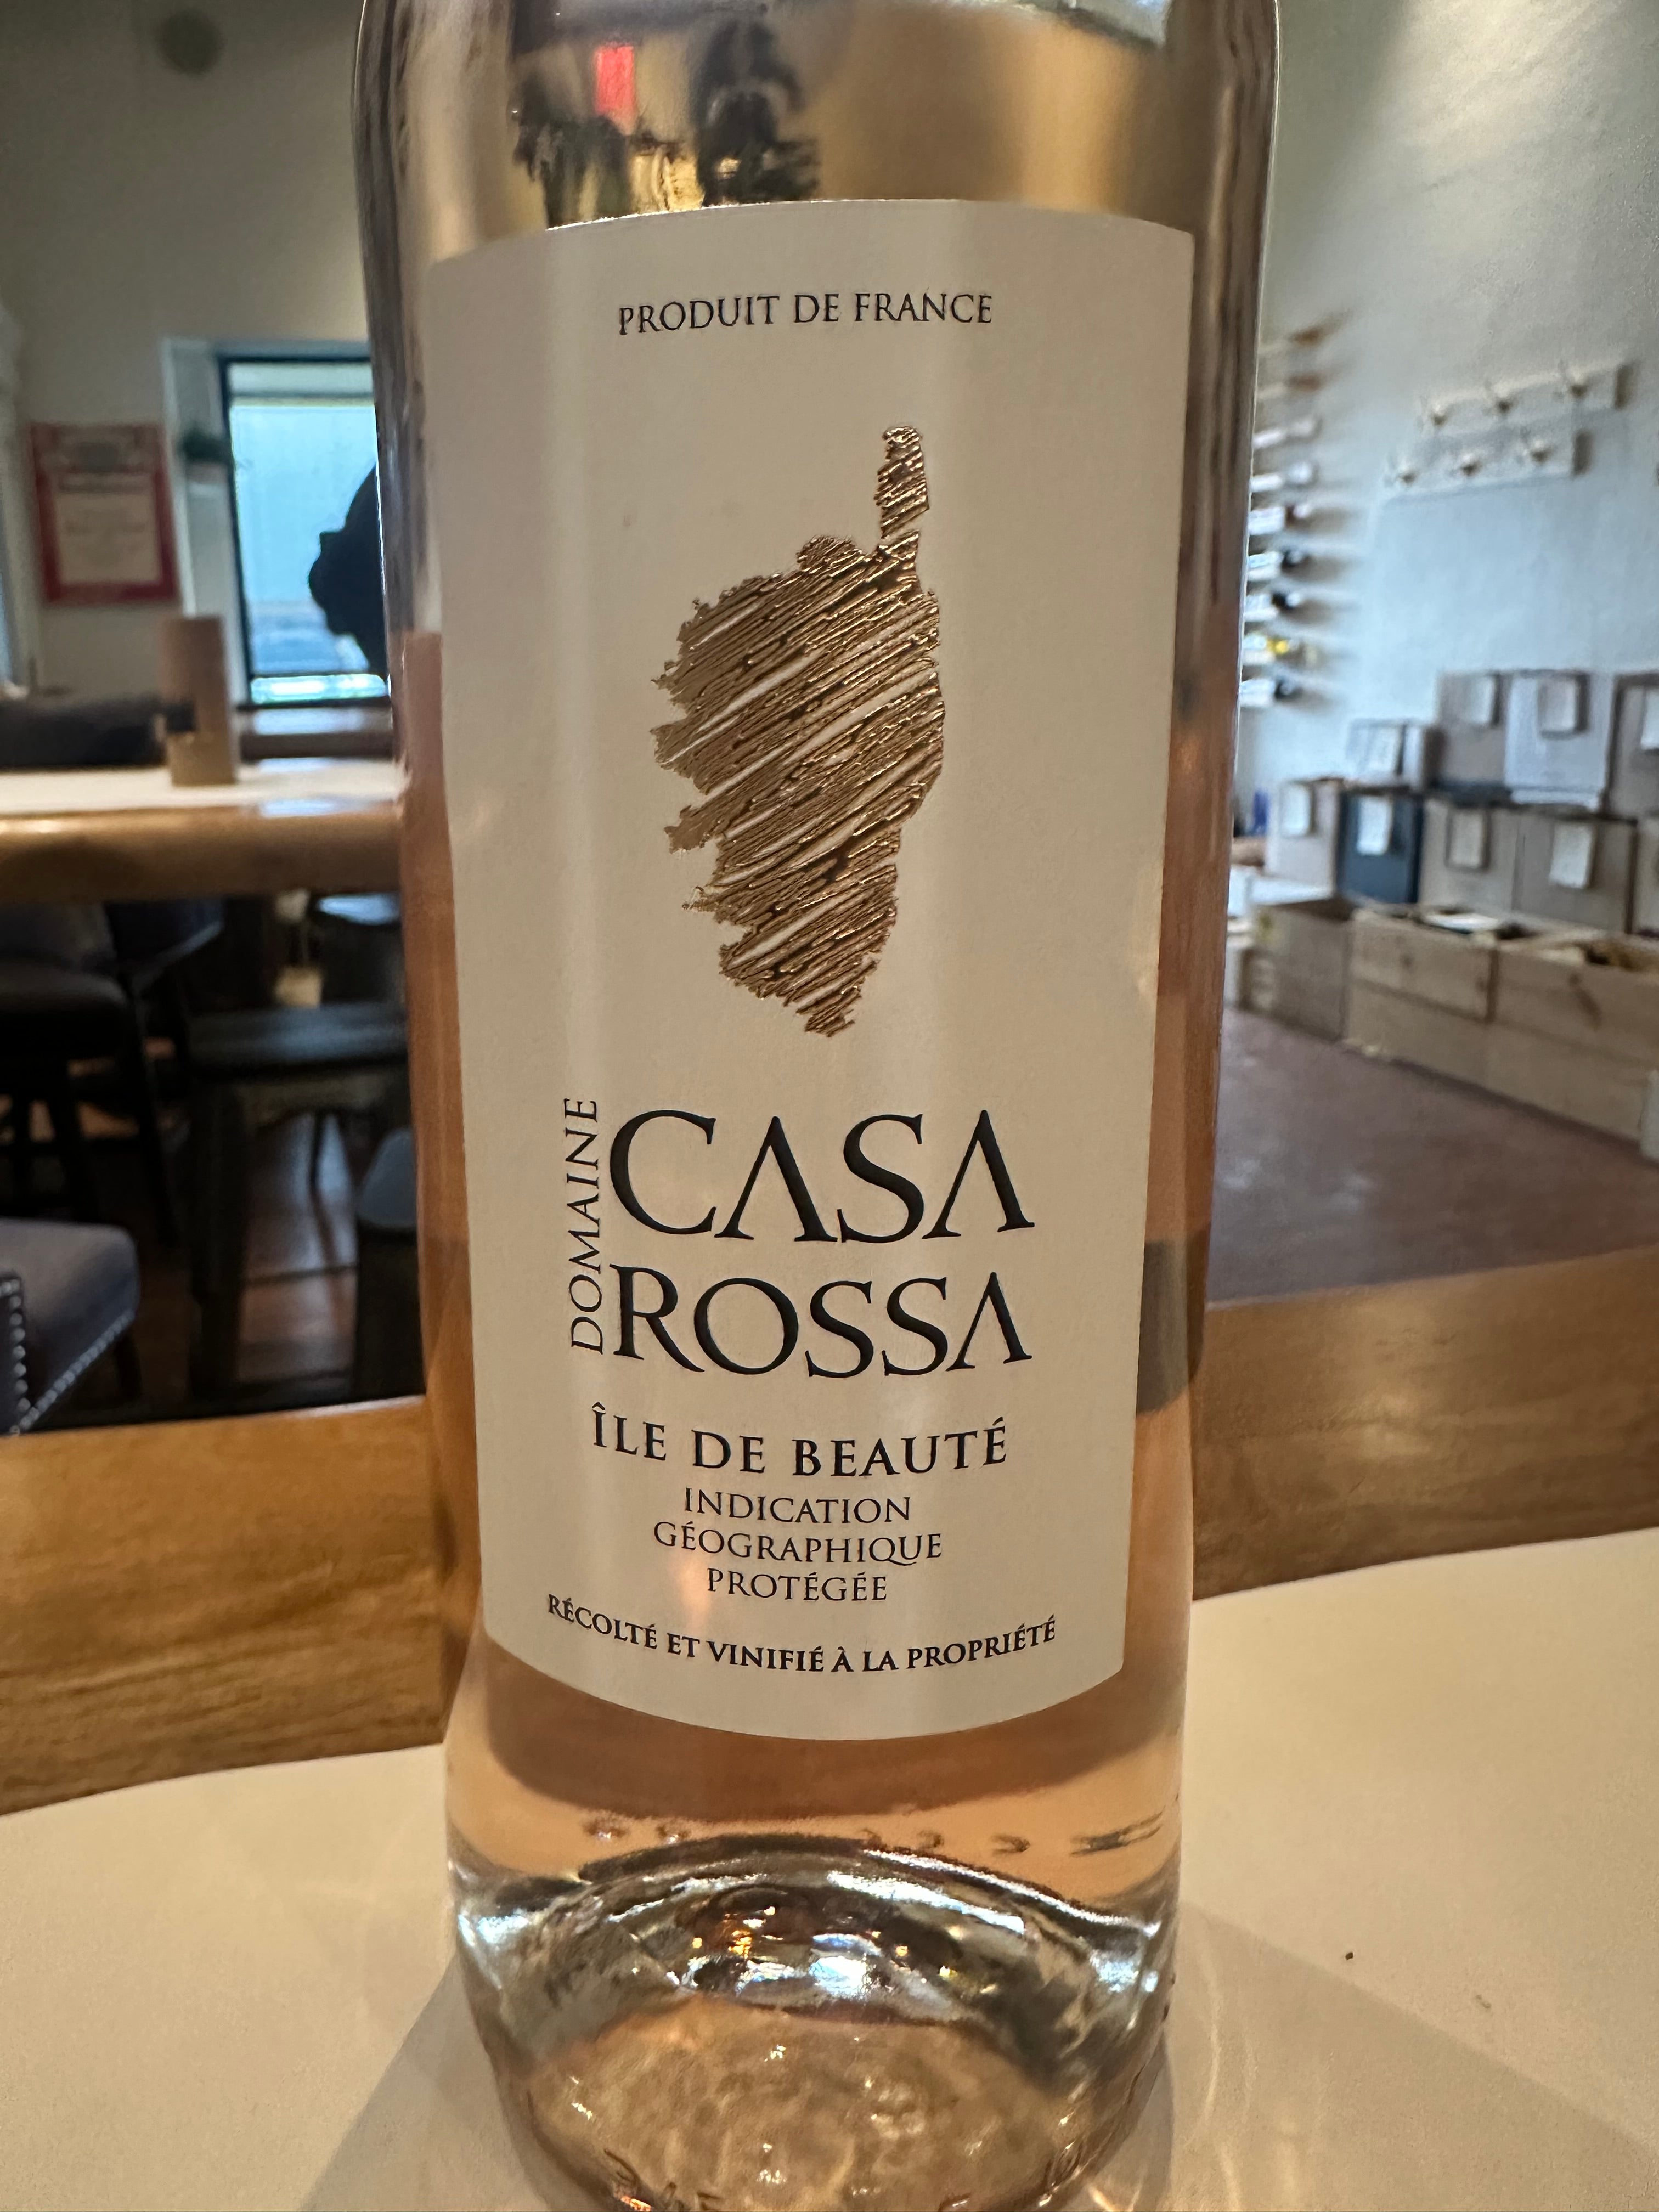 PRODUIT DE FRANCE
DOMAINE
CASA
ROSSA
ÎLE DE BEAUTÉ
INDICATION
GÉOGRAPHIQUE
PROTÉGÉE
RÉCOLTÉ ET VINIFIÉ À LA PROPRIÉTÉ